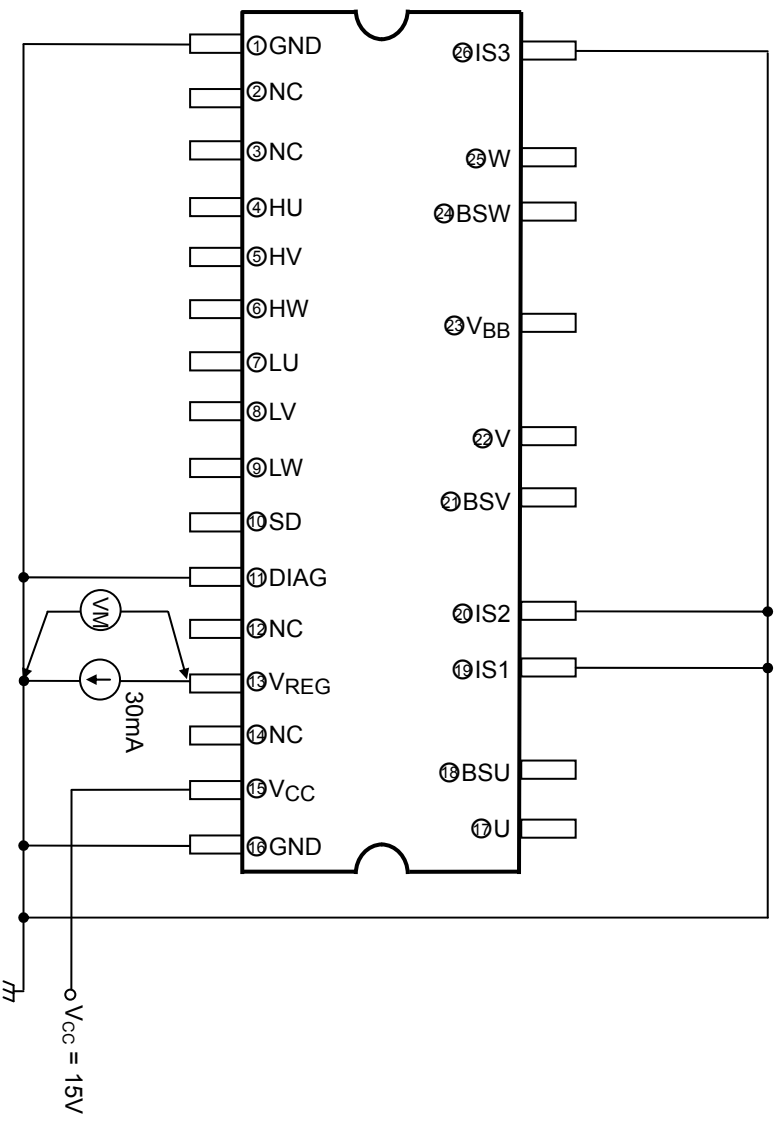 ①GND
②NC
③NC
④HU
⑤HV
⑥HW
⑦LU
⑧LV
⑨LW
⑩SD
⑪DIAG
⑫NC
⑬VREG
⑭NC
⑮VCC
⑯GND
㉖IS3
㉕W
㉔BSW
㉓VBB
㉒V
㉑BSV
⑳IS2
⑲IS1
⑱BSU
⑰U
VM
30mA
VCC = 15V